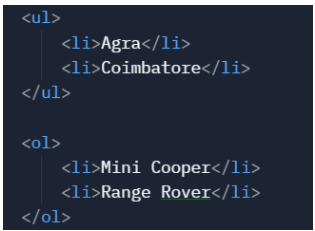 <ul>
    <li>Agra</li>
    <li>Coimbatore</li>
</ul>

<ol>
    <li>Mini Cooper</li>
    <li>Range Rover</li>
</ol>